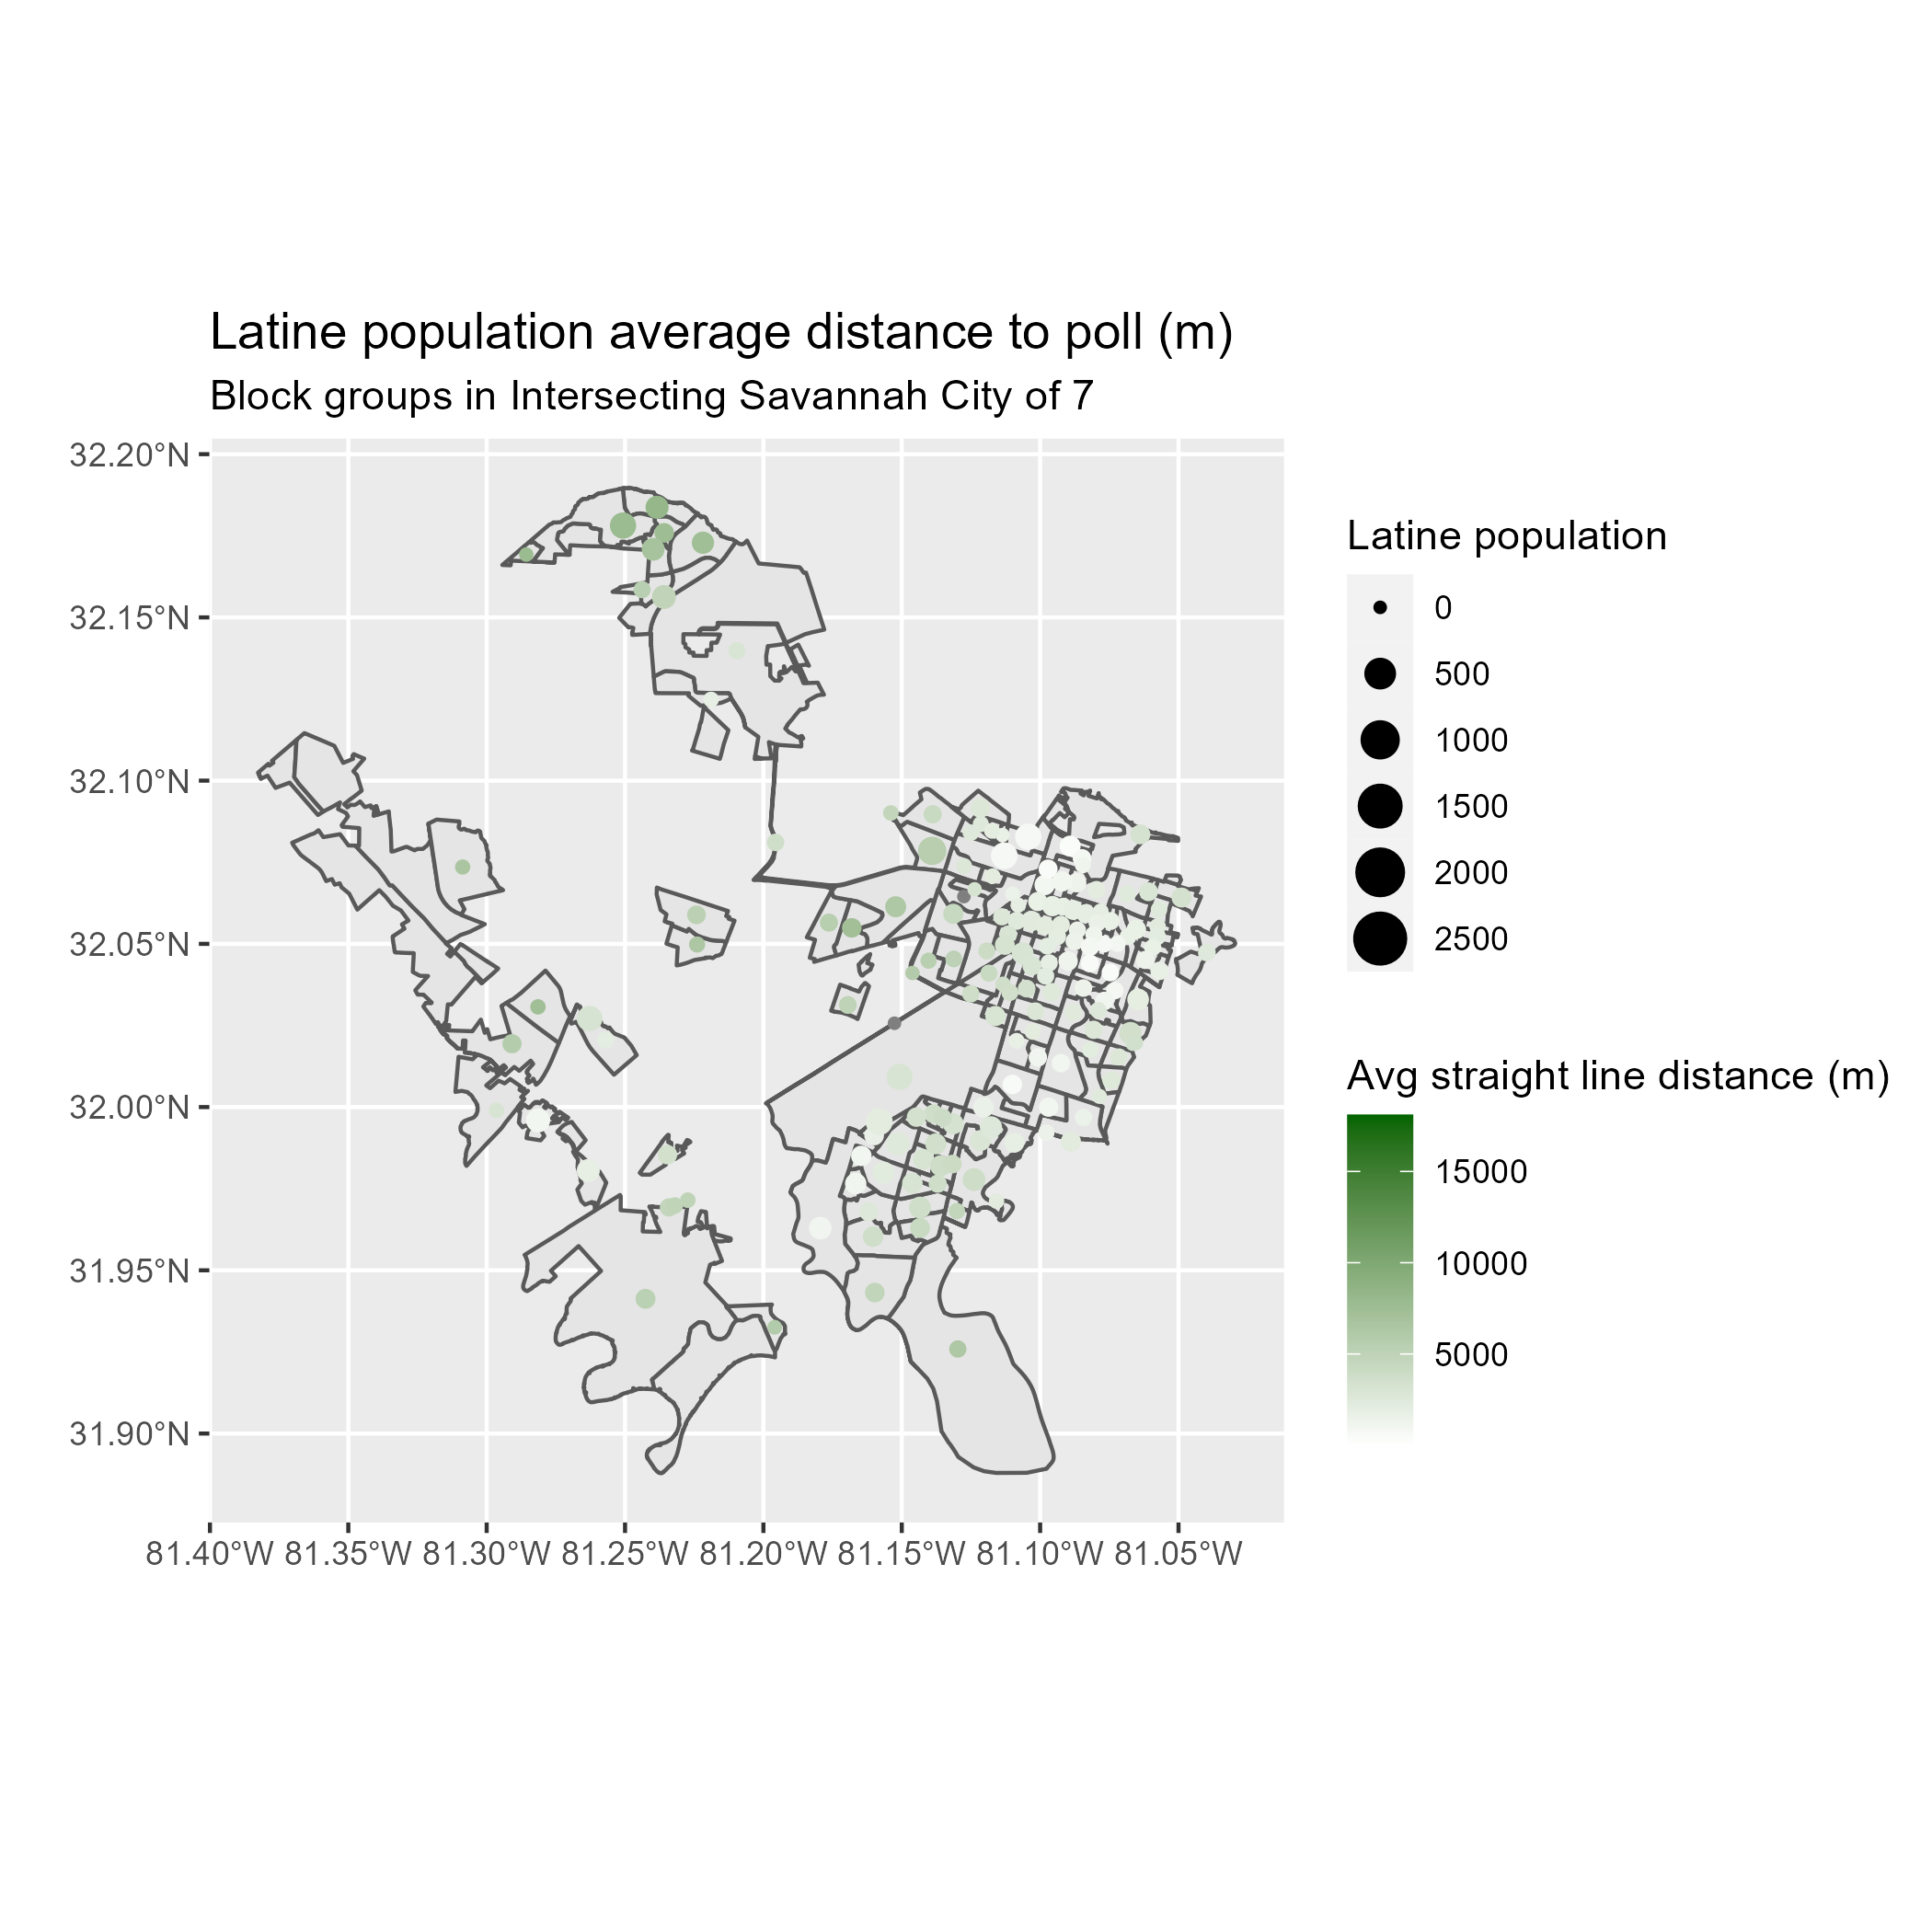 Latine population average distance to poll (m)
Block groups in Intersecting Savannah City of 7
32.20°N
32.15°N
32.10°N
32.05°N
32.00°N
31.95°N
31.90°N
81.40°W 81.35°W 81.30°W 81.25°W 81.20°W 81.15°W 81.10°W 81.05°W
Latine population
0
500
1000
1500
2000
2500
Avg straight line distance (m)
15000
10000
5000